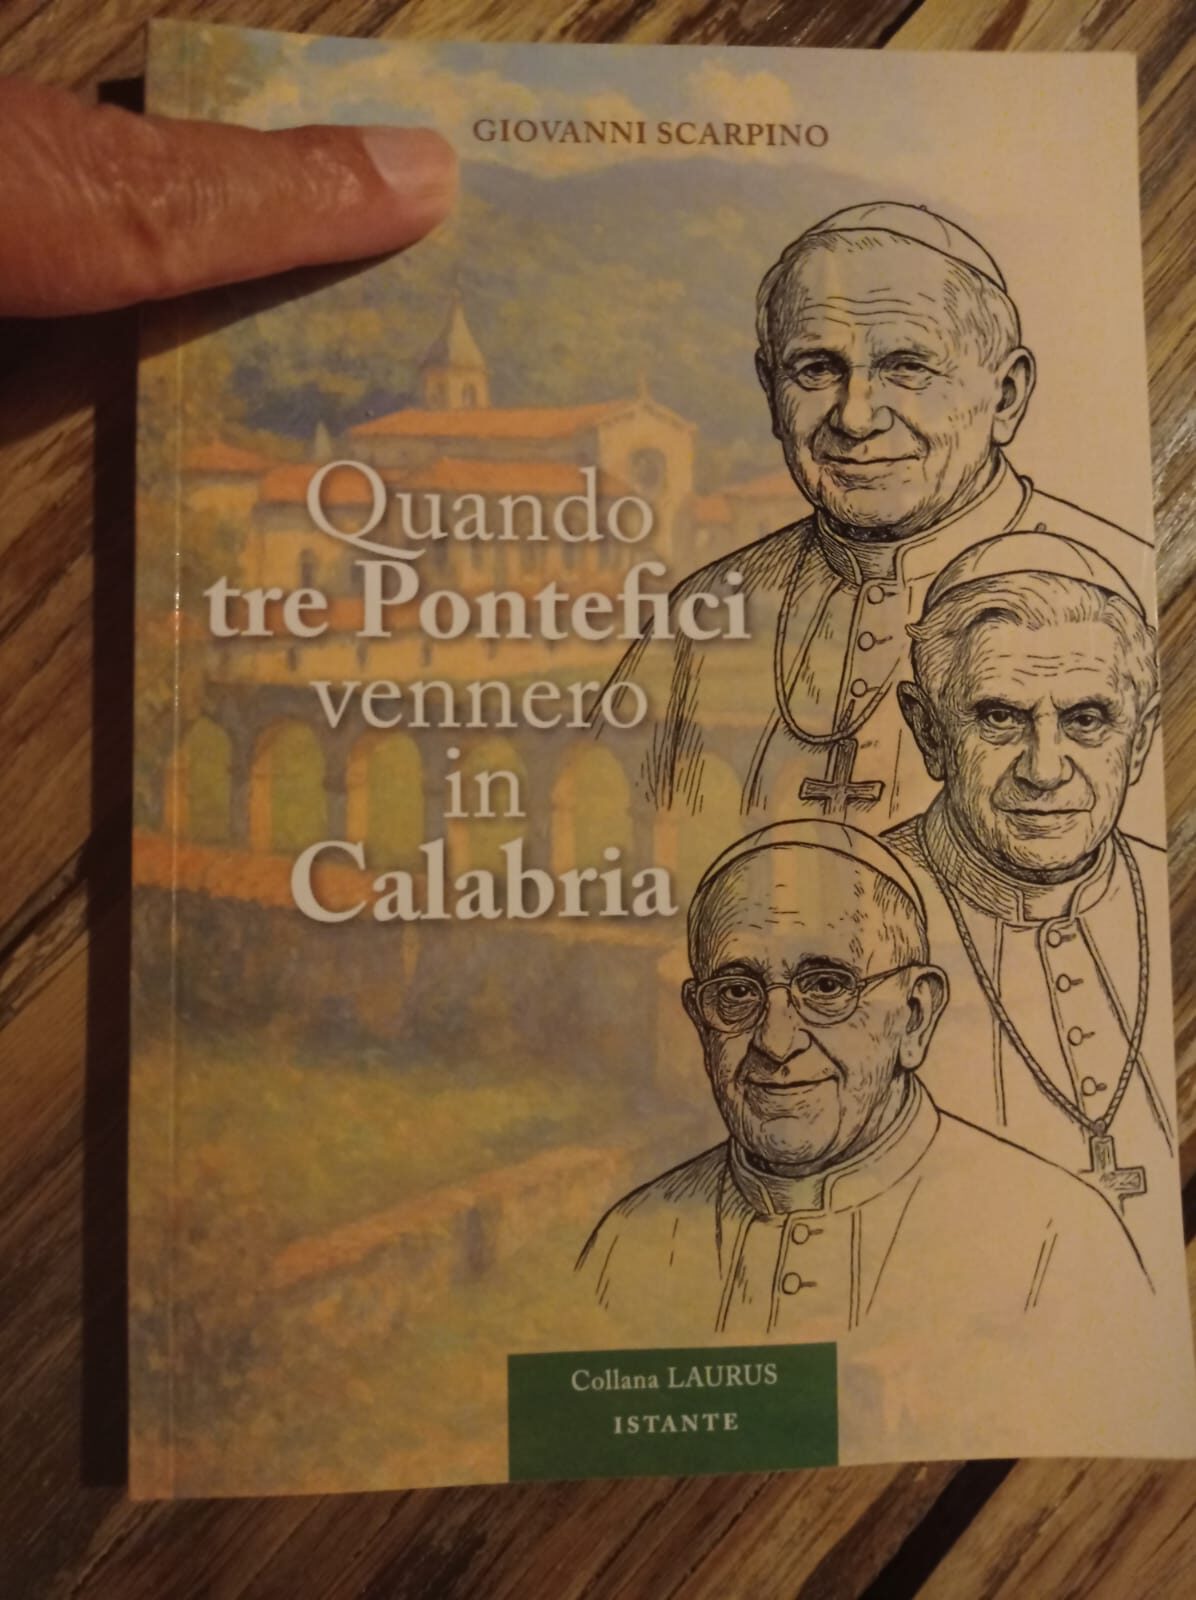 GIOVANNI SCARPINO
Quando
tre Pontefici
vennero
in
Calabria
Collana LAURUS
ISTANTE